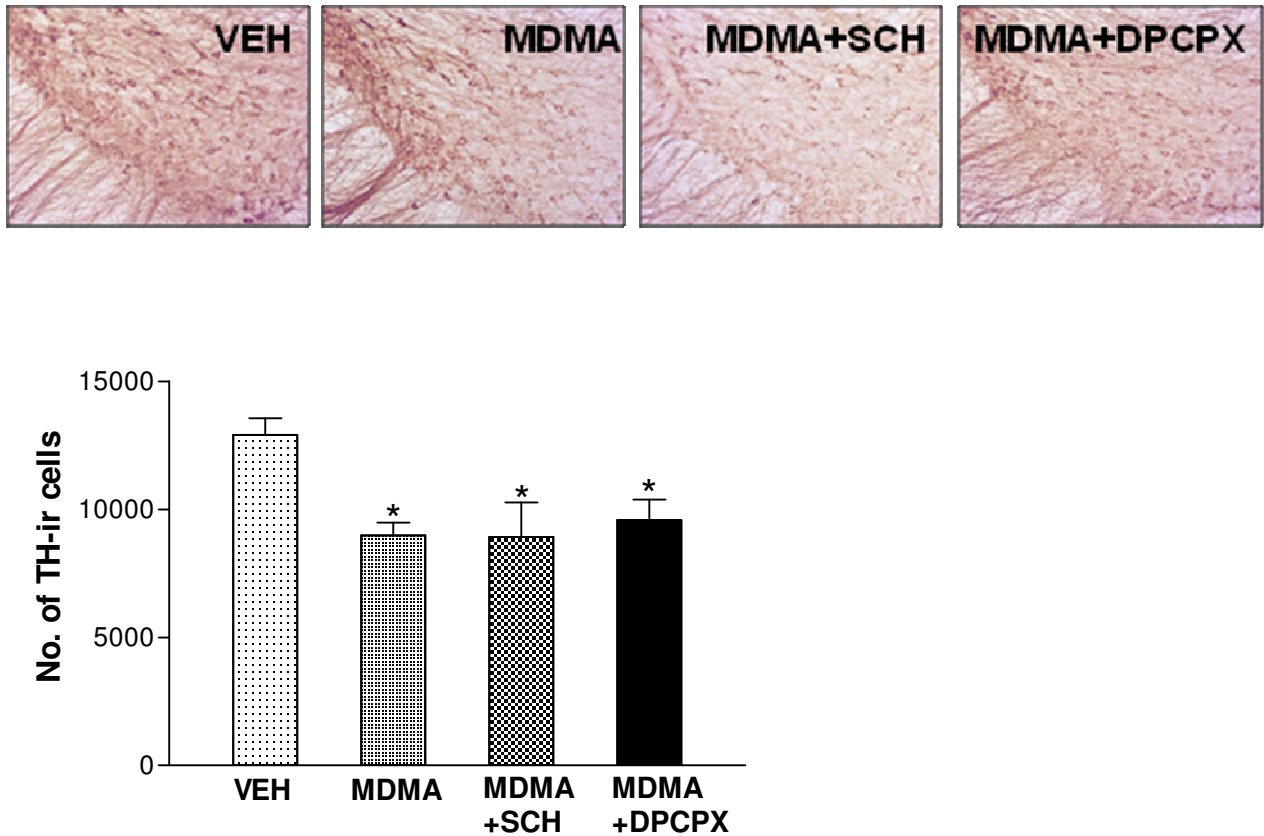 VEH
MDMA
MDMA+SCH
MDMA+DPCPX
No. of TH-ir cells
15000
10000
5000
0
*
*
*
VEH
MDMA
MDMA
+SCH
MDMA
+DPCPX